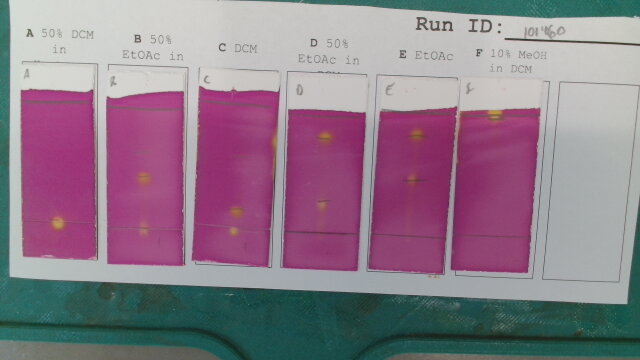 Run ID: 101460
A 50% DCM
in
B 50%
EtOAc in
C DCM
D 50%
EtOAc in
E EtOAc
F 10% MeOH
in DCM
A
B
C
D
E
F